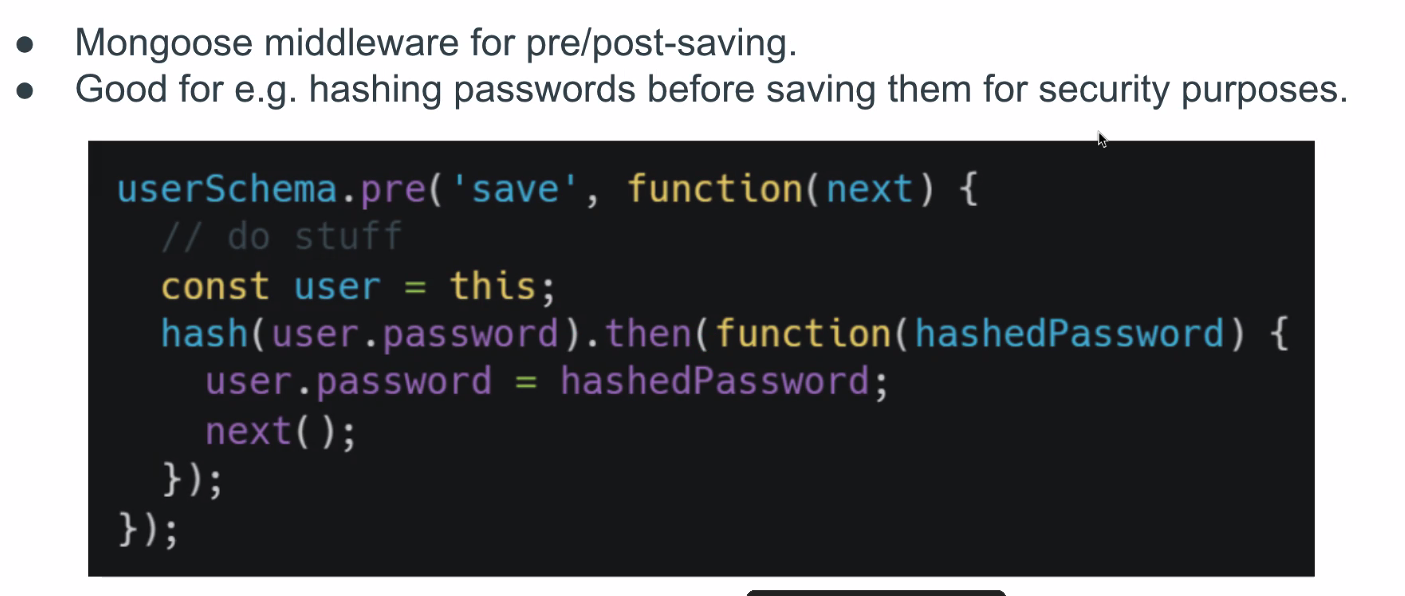 ● Mongoose middleware for pre/post-saving.
● Good for e.g. hashing passwords before saving them for security purposes.
userSchema.pre('save', function(next) {
  // do stuff
  const user = this;
  hash(user.password).then(function(hashedPassword) {
    user.password = hashedPassword;
    next();
  });
});